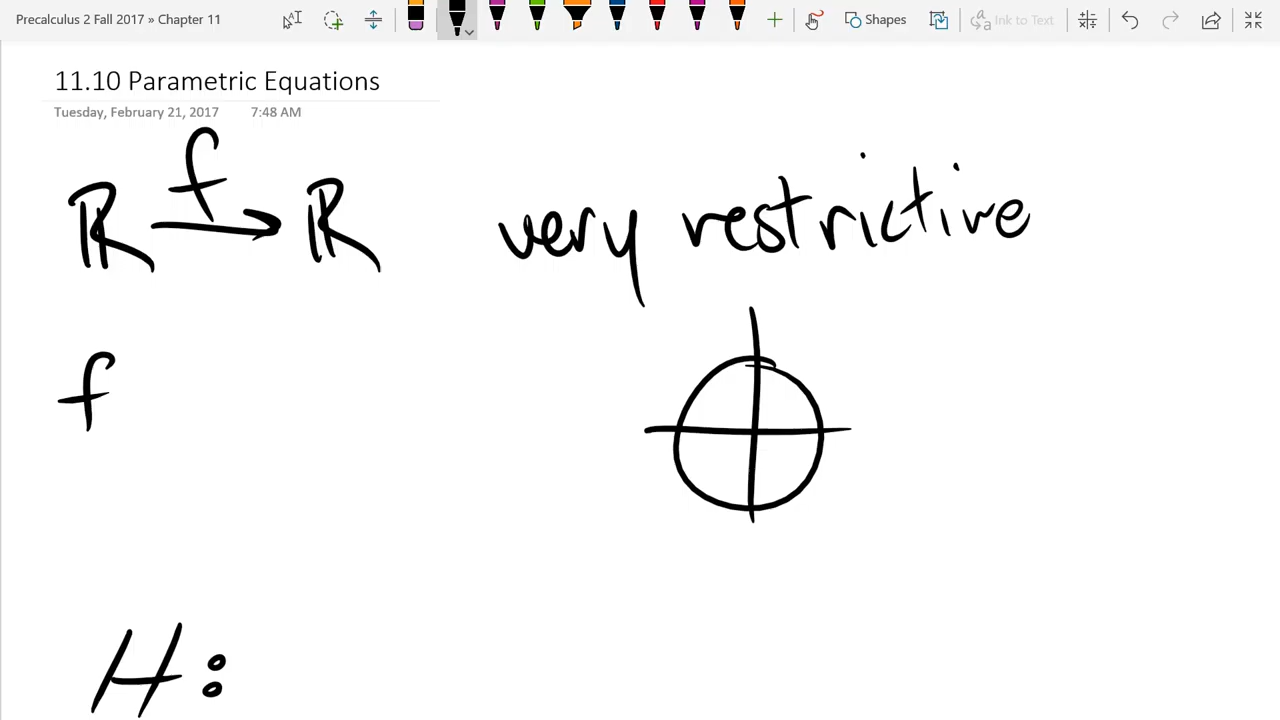 Precalculus 2 Fall 2017 » Chapter 11
Shapes
Ink to Text
11.10 Parametric Equations
Tuesday, February 21, 2017 7:48 AM
ℝ f→ ℝ very restrictive
f
H: